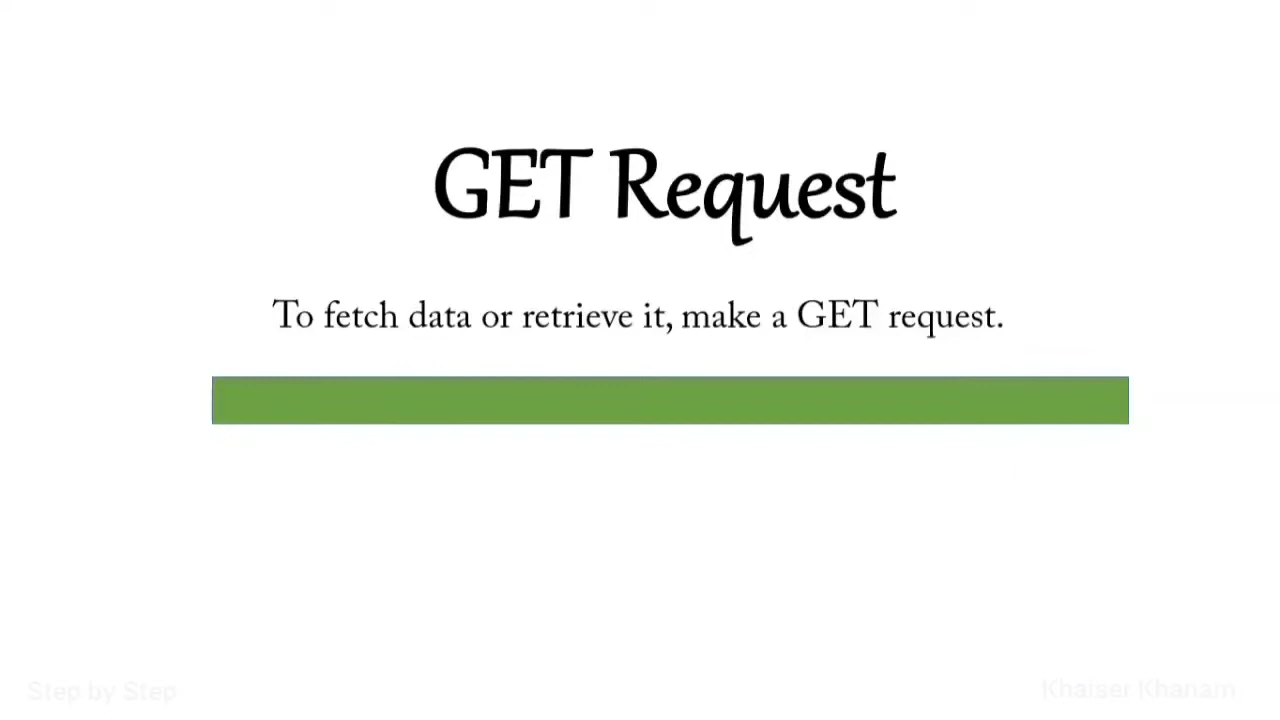 GET Request
To fetch data or retrieve it, make a GET request.
Step by Step
Khaiser Khanam